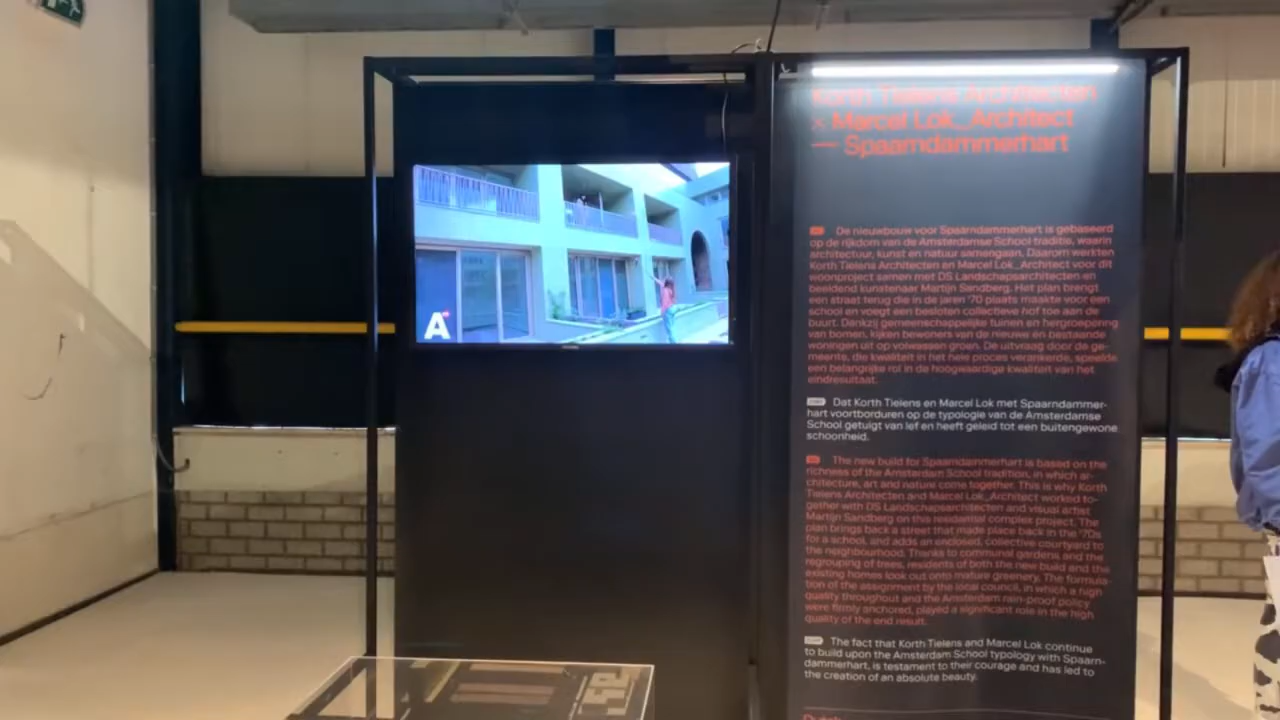 Korth Tielens Architecten
× Marcel Lok_Architect
— Spaarndammerhart
A
De nieuwbouw voor Spaarndammerhart is gebaseerd
op de rijkdom van de Amsterdamse School traditie, waarin
architectuur, kunst en natuur samengaan. Daarom werkten
Korth Tielens Architecten en Marcel Lok_Architect voor dit
woonproject samen met DS Landschapsarchitecten en
beeldend kunstenaar Martijn Sandberg. Het plan brengt
een straat terug die in de jaren '70 plaats maakte voor een
school en voegt een besloten collectieve hof toe aan de
buurt. Dankzij gemeenschappelijke tuinen en hergroepering
van bomen, kijken bewoners van de nieuwe en bestaande
woningen uit op volwassen groen. De uitvraag door de ge-
meente, die kwaliteit in het hele proces verankerde, speelde
een belangrijke rol in de hoogwaardige kwaliteit van het
eindresultaat.
Dat Korth Tielens en Marcel Lok met Spaarndammer-
hart voortborduren op de typologie van de Amsterdamse
School getuigt van lef en heeft geleid tot een buitengewone
schoonheid.
The new build for Spaarndammerhart is based on the
richness of the Amsterdam School tradition, in which ar-
chitecture, art and nature come together. This is why Korth
Tielens Architecten and Marcel Lok_Architect worked to-
gether with DS Landschapsarchitecten and visual artist
Martijn Sandberg on this residential complex project. The
plan brings back a street that made place back in the '70s
for a school, and adds an enclosed, collective courtyard to
the neighbourhood. Thanks to communal gardens and the
regrouping of trees, residents of both the new build and the
existing homes look out onto mature greenery. The formula-
tion of the assignment by the local council, in which a high
quality throughout and the Amsterdam rain-proof policy
were firmly anchored, played a significant role in the high
quality of the end result.
The fact that Korth Tielens and Marcel Lok continue
to build upon the Amsterdam School typology with Spaarn-
dammerhart, is testament to their courage and has led to
the creation of an absolute beauty.